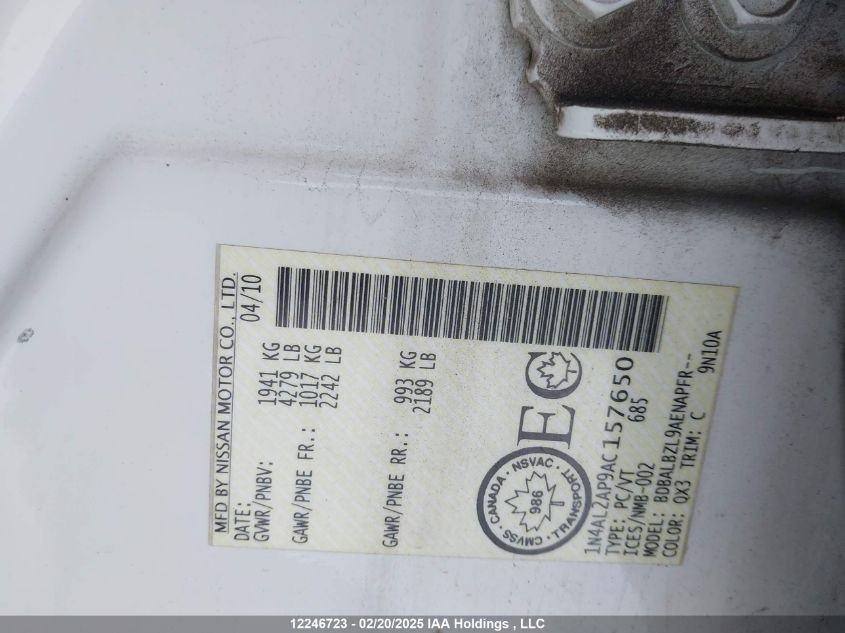 MFD BY NISSAN MOTOR CO., LTD.
DATE: 04/10
GVWR/PNBV: 1941 KG
4279 LB
GAWR/PNBE FR.: 1017 KG
2242 LB
GAWR/PNBE RR.: 993 KG
2189 LB
CANADA · NSVAC · TRANSPORT · CMVSS
986
EC
1N4AL2AP9AC157650
TYPE: PC/VT 685
ICES/NMB-002
MODEL: BDBALBZL9AENAPFR--
COLOR: QX3 TRIM: C 9N10A
12246723 - 02/20/2025 IAA Holdings , LLC